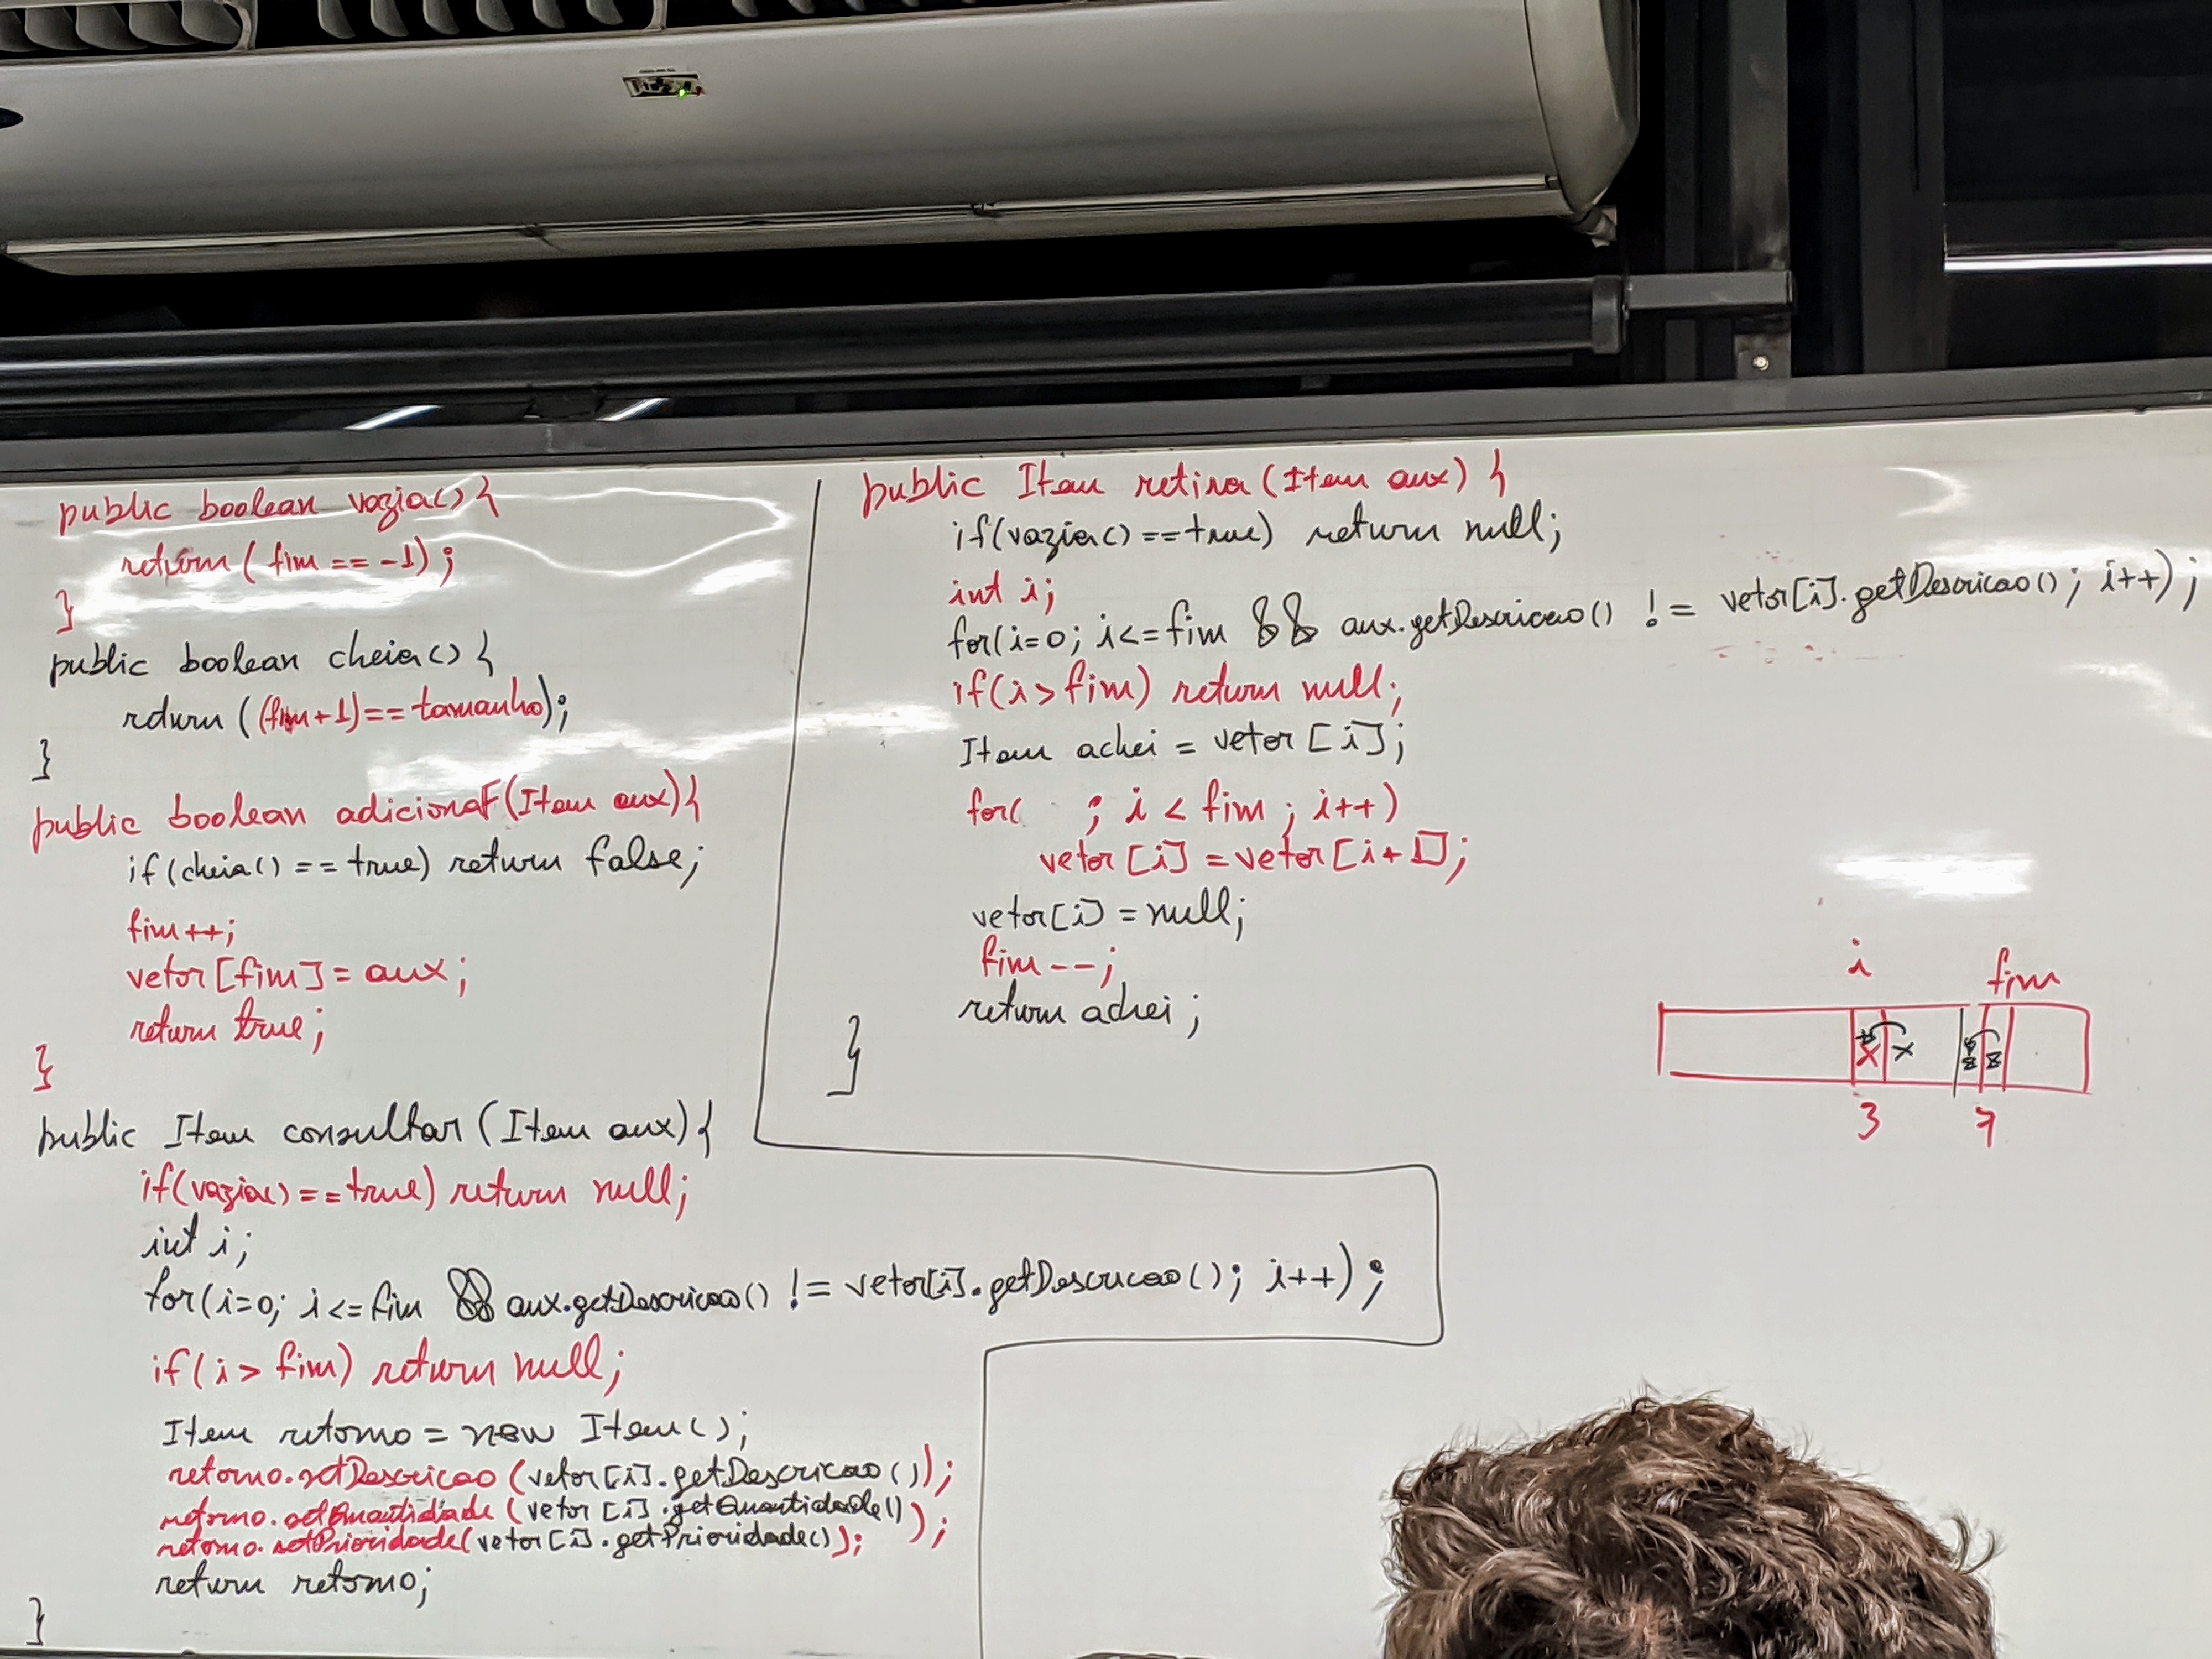 public boolean vazia() {
return (fim == -1);
}
public boolean cheia() {
return ((fim+1)== tamanho);
}
public boolean adicionaF(Item aux){
if(cheia() == true) return false;
fim++;
vetor[fim] = aux;
return true;
}
public Item consultar (Item aux){
if(vazia() == true) return null;
int i;
for(i=0; i<=fim && aux.getDescricao() != vetor[i].getDescricao(); i++);
if(i > fim) return null;
Item retorno = new Item();
retorno.setDescricao (vetor[i].getDescricao());
retorno.setQuantidade (vetor[i].getQuantidade());
retorno.setPrioridade(vetor[i].getPrioridade());
return retorno;
}
public Item retira (Item aux) {
if(vazia() == true) return null;
int i;
for(i=0; i<=fim && aux.getDescricao() != vetor[i].getDescricao(); i++);
if(i > fim) return null;
Item achei = vetor[i];
for( ; i < fim ; i++)
vetor[i] = vetor[i+1];
vetor[i] = null;
fim--;
return achei;
}
i fim
X X
3 7